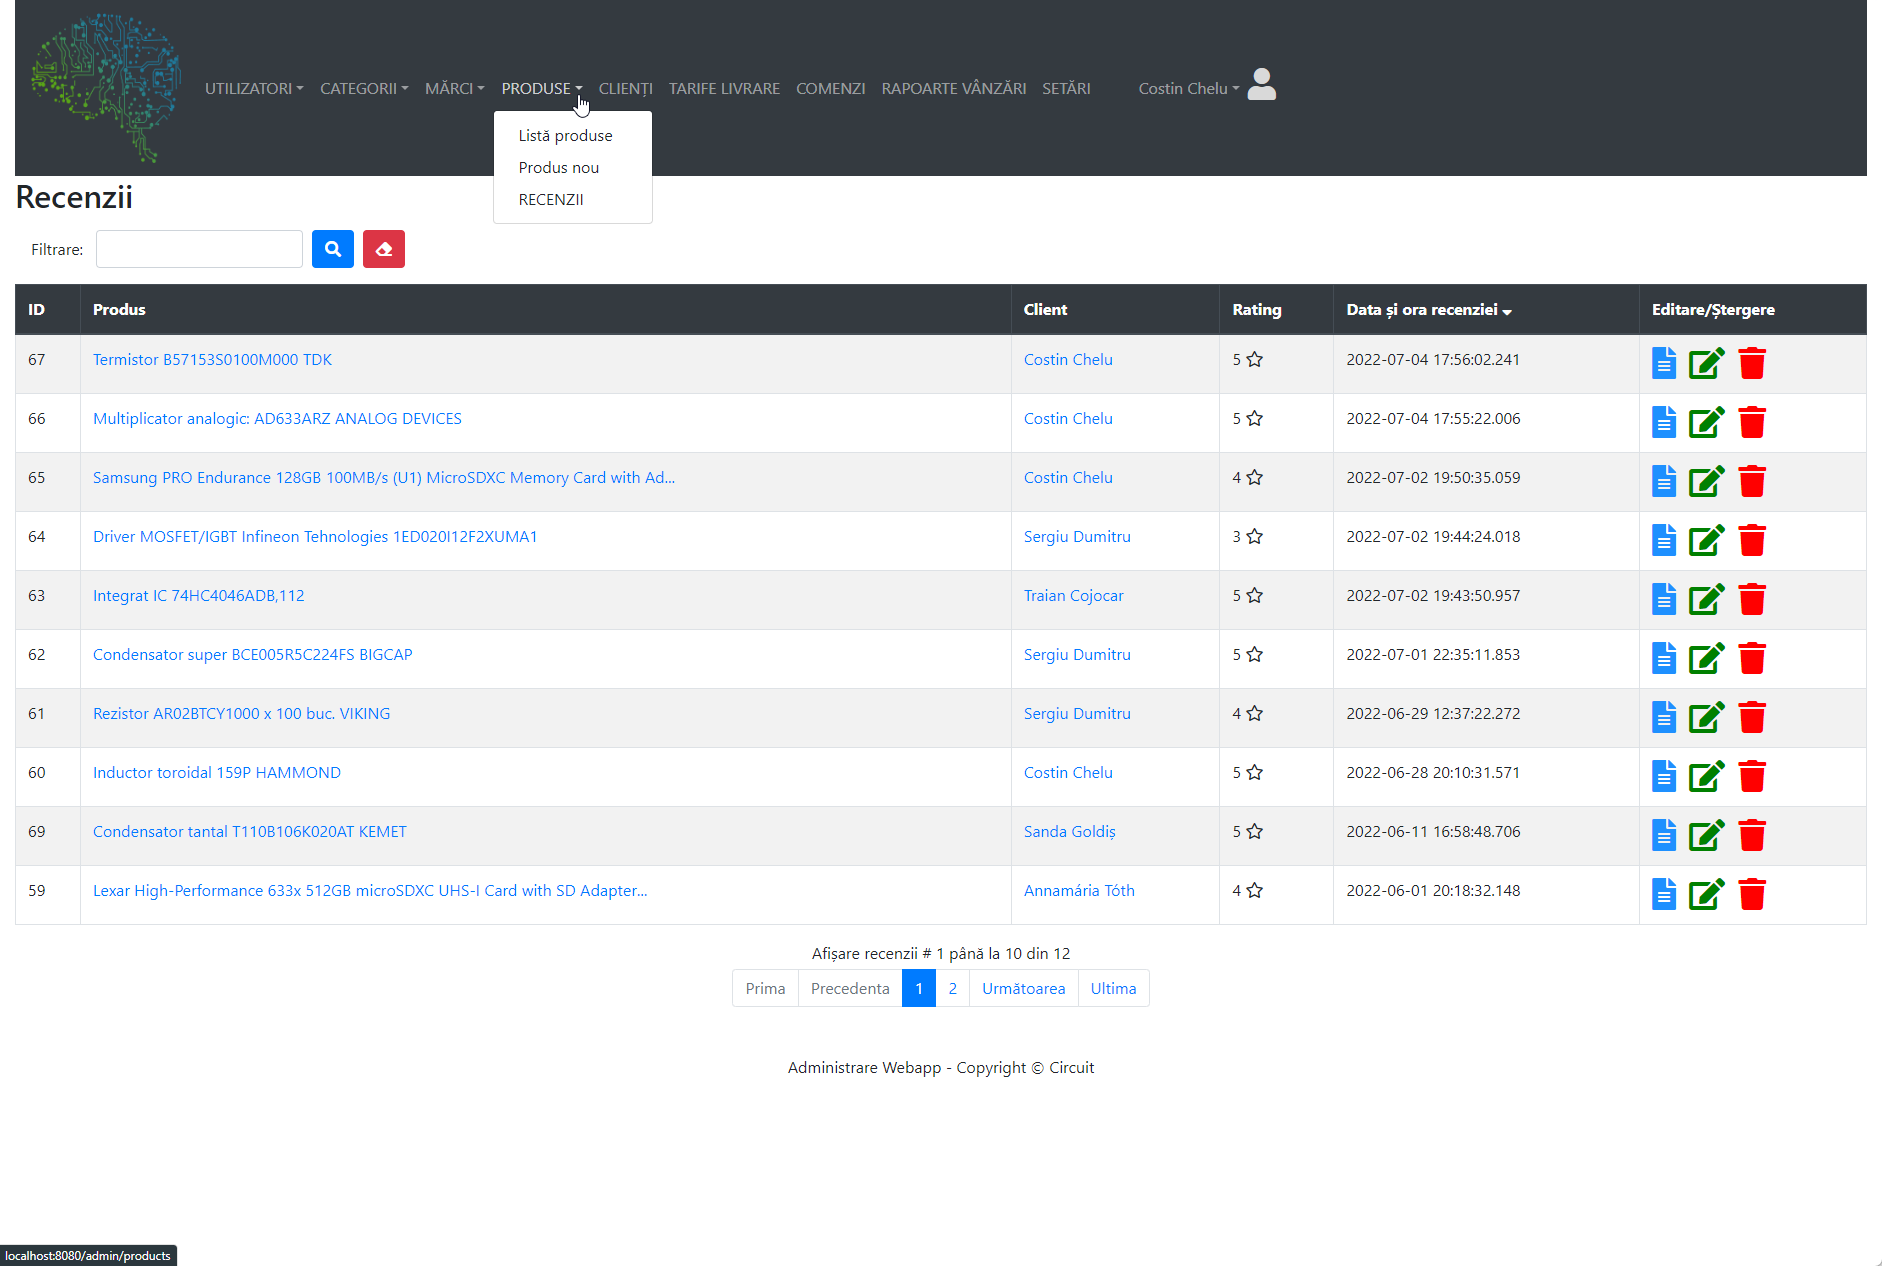 UTILIZATORI CATEGORII MĂRCI PRODUSE CLIENȚI TARIFE LIVRARE COMENZI RAPOARTE VÂNZĂRI SETĂRI Costin Chelu
Listă produse
Produs nou
RECENZII
Recenzii
Filtrare:
ID Produs Client Rating Data și ora recenziei Editare/Ștergere
67 Termistor B57153S0100M000 TDK Costin Chelu 5 2022-07-04 17:56:02.241
66 Multiplicator analogic: AD633ARZ ANALOG DEVICES Costin Chelu 5 2022-07-04 17:55:22.006
65 Samsung PRO Endurance 128GB 100MB/s (U1) MicroSDXC Memory Card with Ad... Costin Chelu 4 2022-07-02 19:50:35.059
64 Driver MOSFET/IGBT Infineon Tehnologies 1ED020I12F2XUMA1 Sergiu Dumitru 3 2022-07-02 19:44:24.018
63 Integrat IC 74HC4046ADB,112 Traian Cojocar 5 2022-07-02 19:43:50.957
62 Condensator super BCE005R5C224FS BIGCAP Sergiu Dumitru 5 2022-07-01 22:35:11.853
61 Rezistor AR02BTCY1000 x 100 buc. VIKING Sergiu Dumitru 4 2022-06-29 12:37:22.272
60 Inductor toroidal 159P HAMMOND Costin Chelu 5 2022-06-28 20:10:31.571
69 Condensator tantal T110B106K020AT KEMET Sanda Goldiș 5 2022-06-11 16:58:48.706
59 Lexar High-Performance 633x 512GB microSDXC UHS-I Card with SD Adapter... Annamária Tóth 4 2022-06-01 20:18:32.148
Afișare recenzii # 1 până la 10 din 12
Prima Precedenta 1 2 Următoarea Ultima
Administrare Webapp - Copyright © Circuit
localhost:8080/admin/products